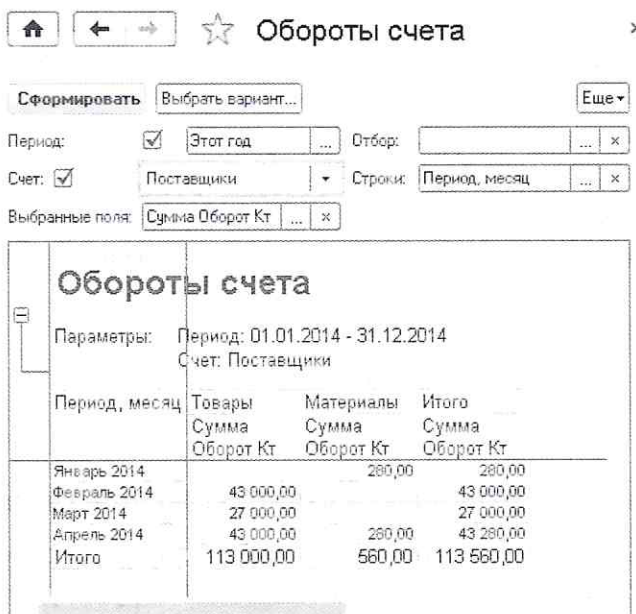 Обороты счета
Сформировать Выбрать вариант... Еще
Период: Этот год ... Отбор: ... ×
Счет: Поставщики Строки: Период, месяц ... ×
Выбранные поля: Сумма Оборот Кт ... ×
Обороты счета
Параметры: Период: 01.01.2014 - 31.12.2014
Счет: Поставщики
Период, месяц Товары Материалы Итого
Сумма Сумма Сумма
Оборот Кт Оборот Кт Оборот Кт
Январь 2014 280,00 280,00
Февраль 2014 43 000,00 43 000,00
Март 2014 27 000,00 27 000,00
Апрель 2014 43 000,00 280,00 43 280,00
Итого 113 000,00 560,00 113 560,00